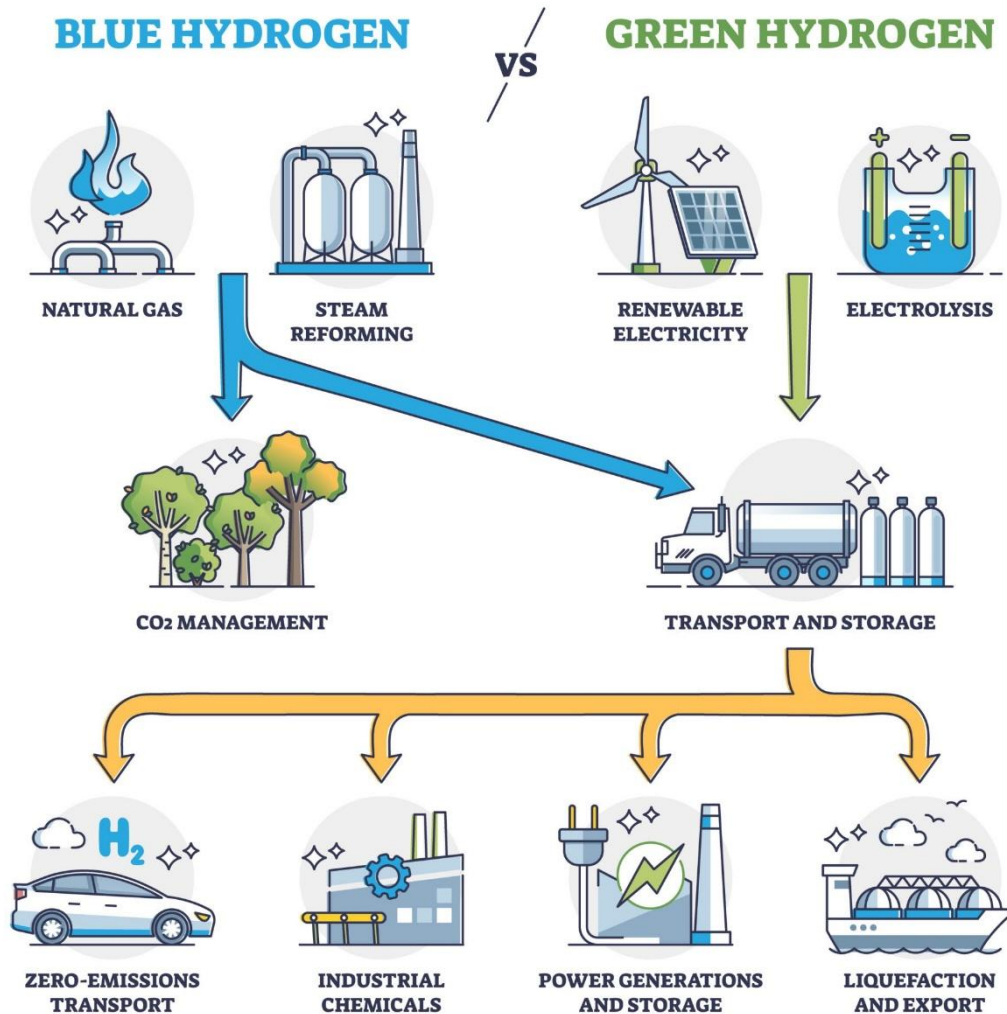 BLUE HYDROGEN
VS
GREEN HYDROGEN
NATURAL GAS
STEAM
REFORMING
RENEWABLE
ELECTRICITY
+
-
ELECTROLYSIS
CO2 MANAGEMENT
TRANSPORT AND STORAGE
H2
ZERO-EMISSIONS
TRANSPORT
INDUSTRIAL
CHEMICALS
POWER GENERATIONS
AND STORAGE
LIQUEFACTION
AND EXPORT